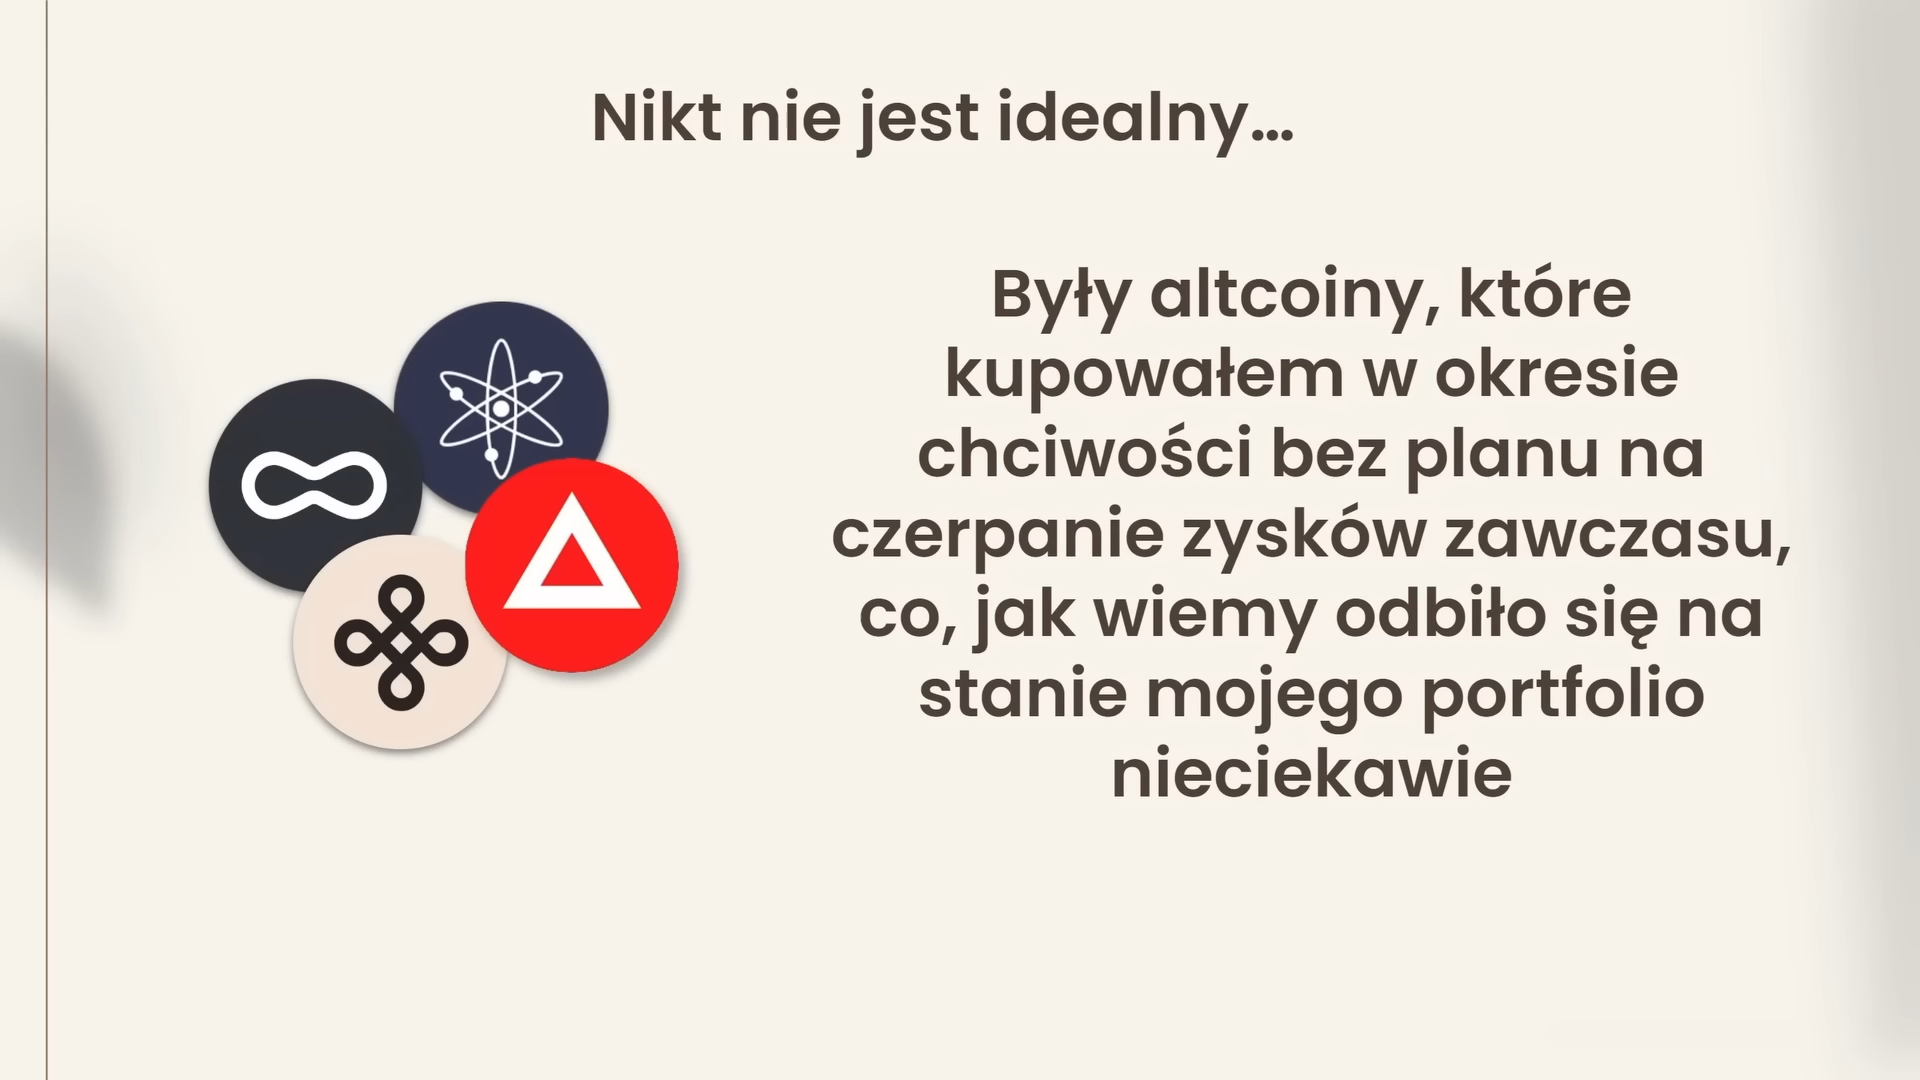 Nikt nie jest idealny...
Były altcoiny, które
kupowałem w okresie
chciwości bez planu na
czerpanie zysków zawczasu,
co, jak wiemy odbiło się na
stanie mojego portfolio
nieciekawie